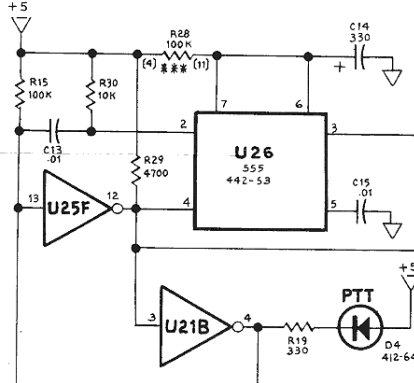 +5
R28
100K
C14
330
(4) *** (11)
+
R15
100K
R30
10K
7
6
2
3
C13
.01
U26
555
442-53
R29
4700
C15
.01
13
12
U25F
4
5
+5
PTT
3
U21B
4
R19
330
D4
412-64